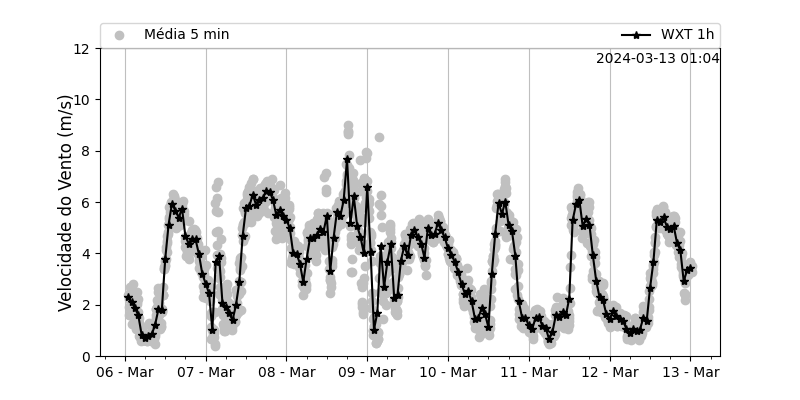 Média 5 min
WXT 1h
2024-03-13 01:04
Velocidade do Vento (m/s)
12
10
8
6
4
2
0
06 - Mar
07 - Mar
08 - Mar
09 - Mar
10 - Mar
11 - Mar
12 - Mar
13 - Mar